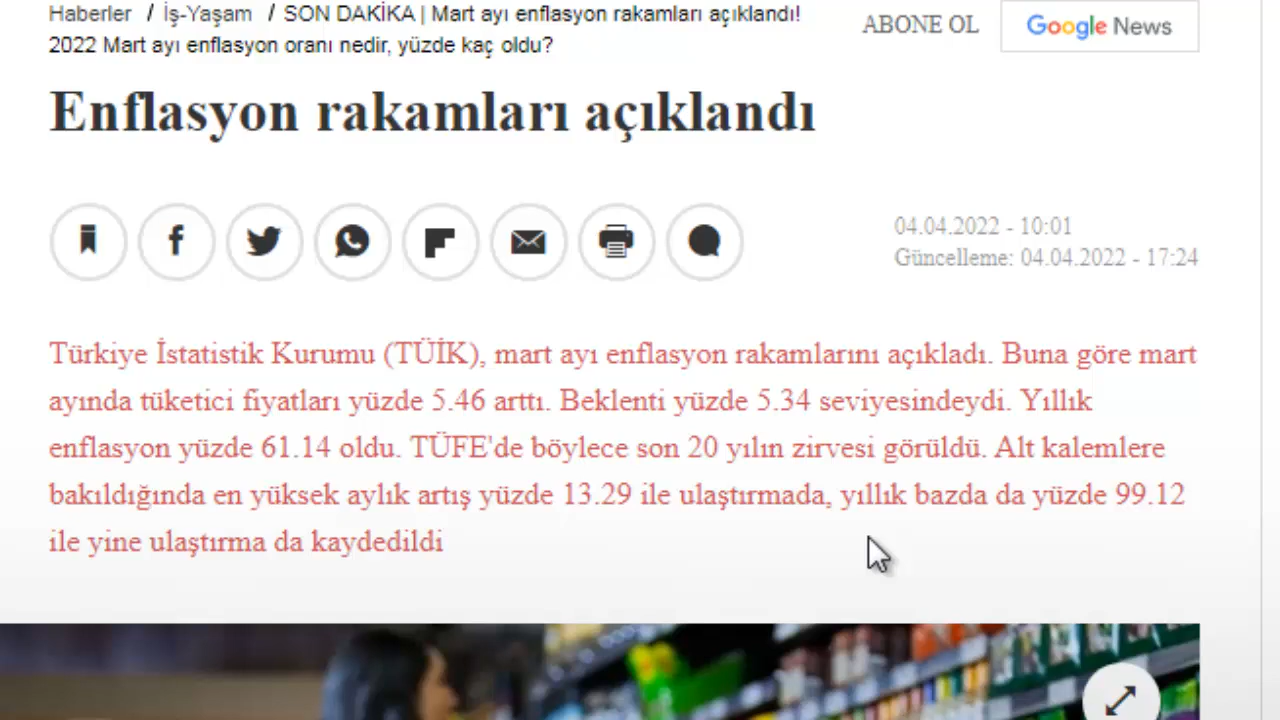 Haberler / İş-Yaşam / SON DAKİKA | Mart ayı enflasyon rakamları açıklandı!
2022 Mart ayı enflasyon oranı nedir, yüzde kaç oldu?
ABONE OL
Google News
Enflasyon rakamları açıklandı
04.04.2022 - 10:01
Güncelleme: 04.04.2022 - 17:24
Türkiye İstatistik Kurumu (TÜİK), mart ayı enflasyon rakamlarını açıkladı. Buna göre mart
ayında tüketici fiyatları yüzde 5.46 arttı. Beklenti yüzde 5.34 seviyesindeydi. Yıllık
enflasyon yüzde 61.14 oldu. TÜFE'de böylece son 20 yılın zirvesi görüldü. Alt kalemlere
bakıldığında en yüksek aylık artış yüzde 13.29 ile ulaştırmada, yıllık bazda da yüzde 99.12
ile yine ulaştırma da kaydedildi